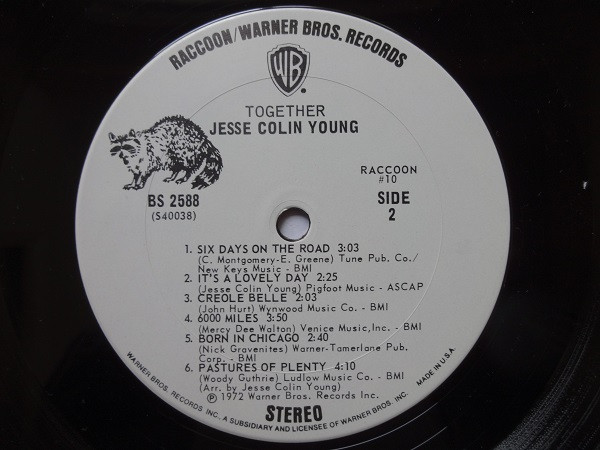 RACCOON/WARNER BROS. RECORDS
WB
TOGETHER
JESSE COLIN YOUNG
RACCOON
#10
BS 2588
(S40038)
SIDE
2
1. SIX DAYS ON THE ROAD 3:03
(C. Montgomery-E. Greene) Tune Pub. Co./
New Keys Music - BMI
2. IT'S A LOVELY DAY 2:25
(Jesse Colin Young) Pigfoot Music - ASCAP
3. CREOLE BELLE 2:03
(John Hurt) Wynwood Music Co. - BMI
4. 6000 MILES 3:50
(Mercy Dee Walton) Venice Music, Inc. - BMI
5. BORN IN CHICAGO 2:40
(Nick Gravenites) Warner-Tamerlane Pub.
Corp. - BMI
6. PASTURES OF PLENTY 4:10
(Woody Guthrie) Ludlow Music Co. - BMI
(Arr. by Jesse Colin Young)
Ⓟ 1972 Warner Bros. Records Inc.
STEREO
WARNER BROS. RECORDS INC., A SUBSIDIARY AND LICENSEE OF WARNER BROS. INC.
MADE IN U.S.A.